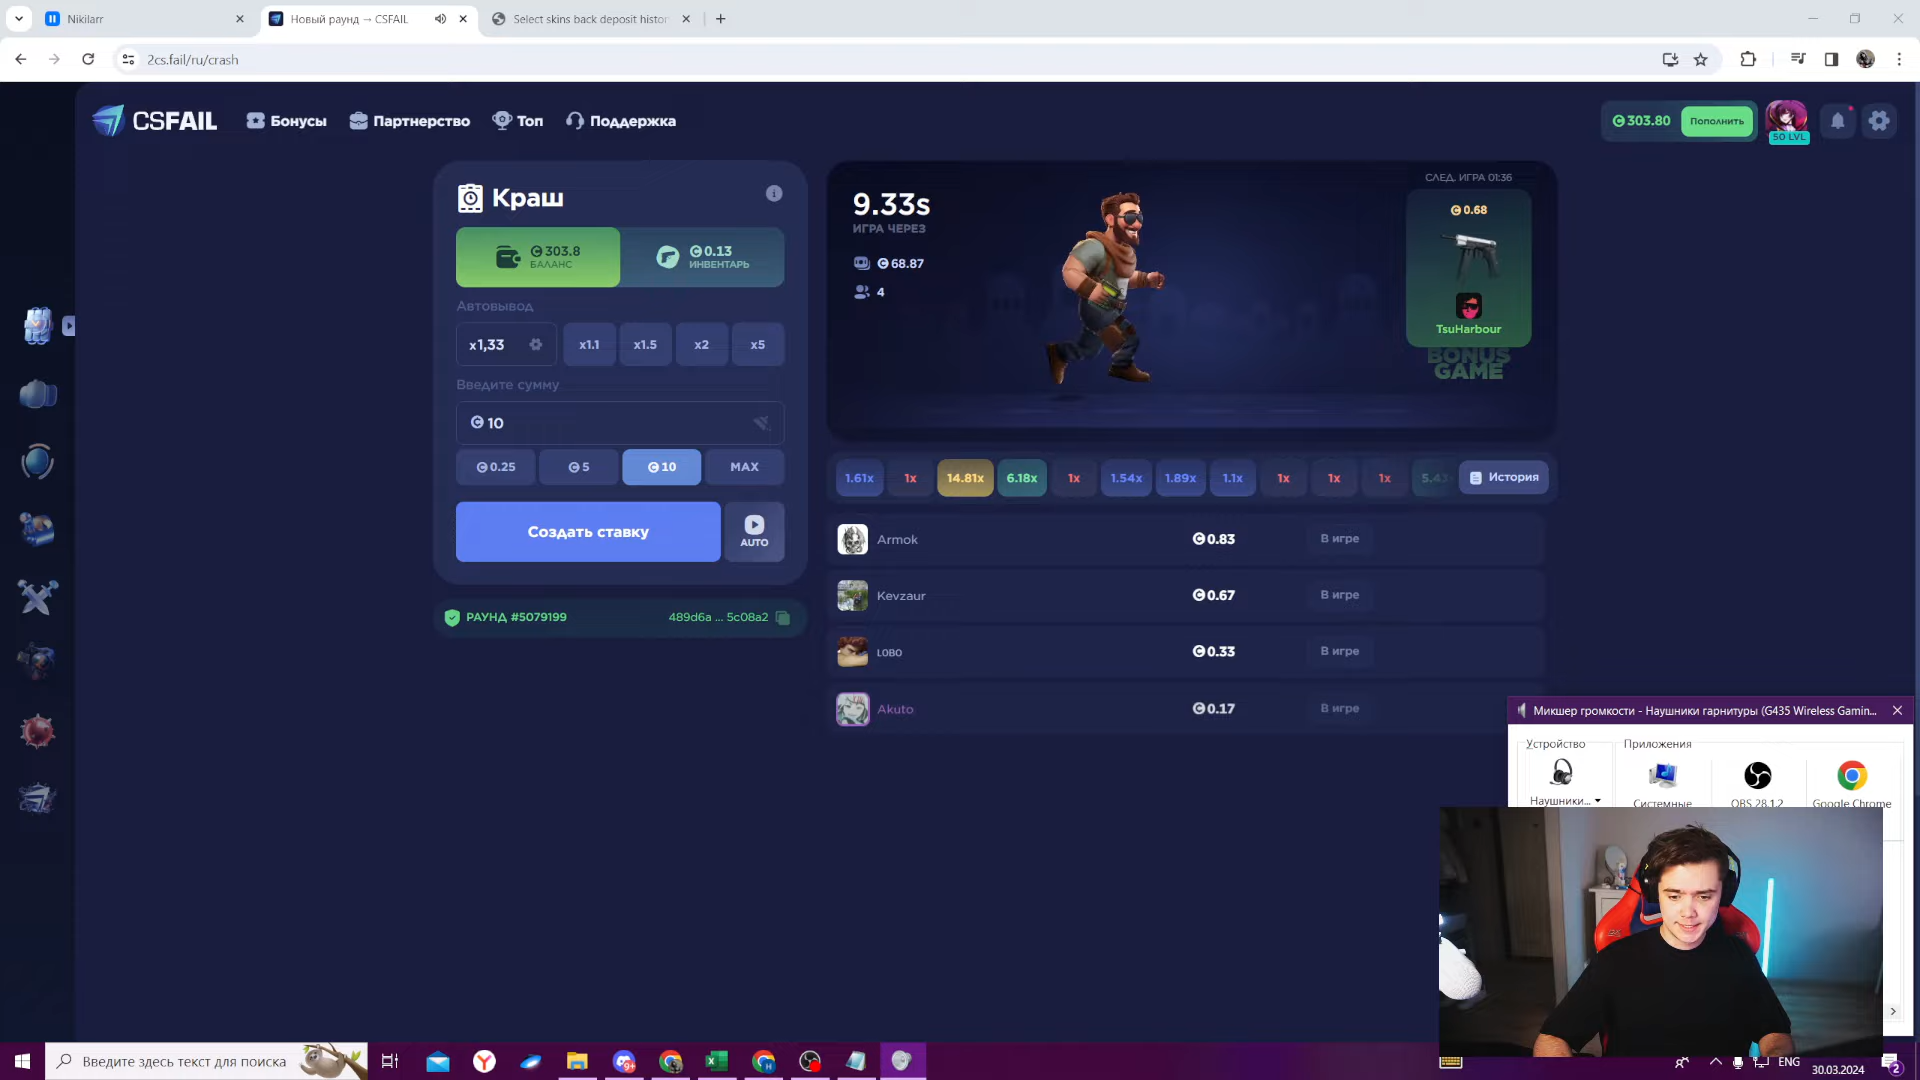 Nikilarr
Новый раунд → CSFAIL
Select skins back deposit histor
2cs.fail/ru/crash
CSFAIL
Бонусы
Партнерство
Топ
Поддержка
303.80
Пополнить
50 LVL
Краш
303.8
БАЛАНС
0.13
ИНВЕНТАРЬ
Автовывод
x1,33
x1.1
x1.5
x2
x5
Введите сумму
10
0.25
5
10
MAX
Создать ставку
AUTO
РАУНД #5079199
489d6a ... 5c08a2
9.33s
ИГРА ЧЕРЕЗ
68.87
4
СЛЕД. ИГРА 01:36
0.68
TsuHarbour
BONUS
GAME
1.61x
1x
14.81x
6.18x
1x
1.54x
1.89x
1.1x
1x
1x
1x
История
Armok
0.83
В игре
Kevzaur
0.67
В игре
LOBO
0.33
В игре
Akuto
0.17
В игре
Микшер громкости - Наушники гарнитуры (G435 Wireless Gamin...
Устройство
Приложения
Наушники...
Системные
OBS 28.1.2
Google Chrome
Введите здесь текст для поиска
ENG
30.03.2024
2